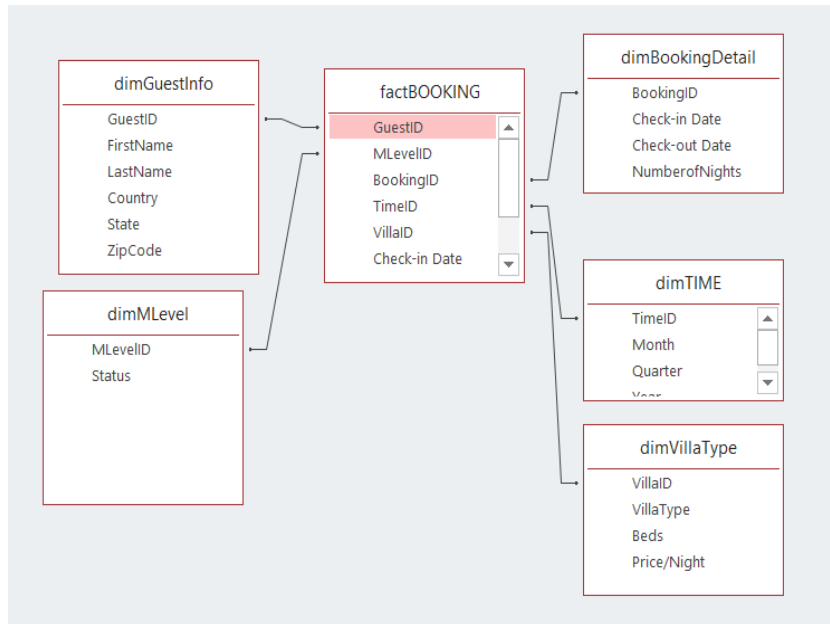 dimGuestInfo
GuestID
FirstName
LastName
Country
State
ZipCode
dimMLevel
MLevelID
Status
factBOOKING
GuestID
MLevelID
BookingID
TimeID
VillaID
Check-in Date
dimBookingDetail
BookingID
Check-in Date
Check-out Date
NumberofNights
dimTIME
TimeID
Month
Quarter
Year
dimVillaType
VillaID
VillaType
Beds
Price/Night